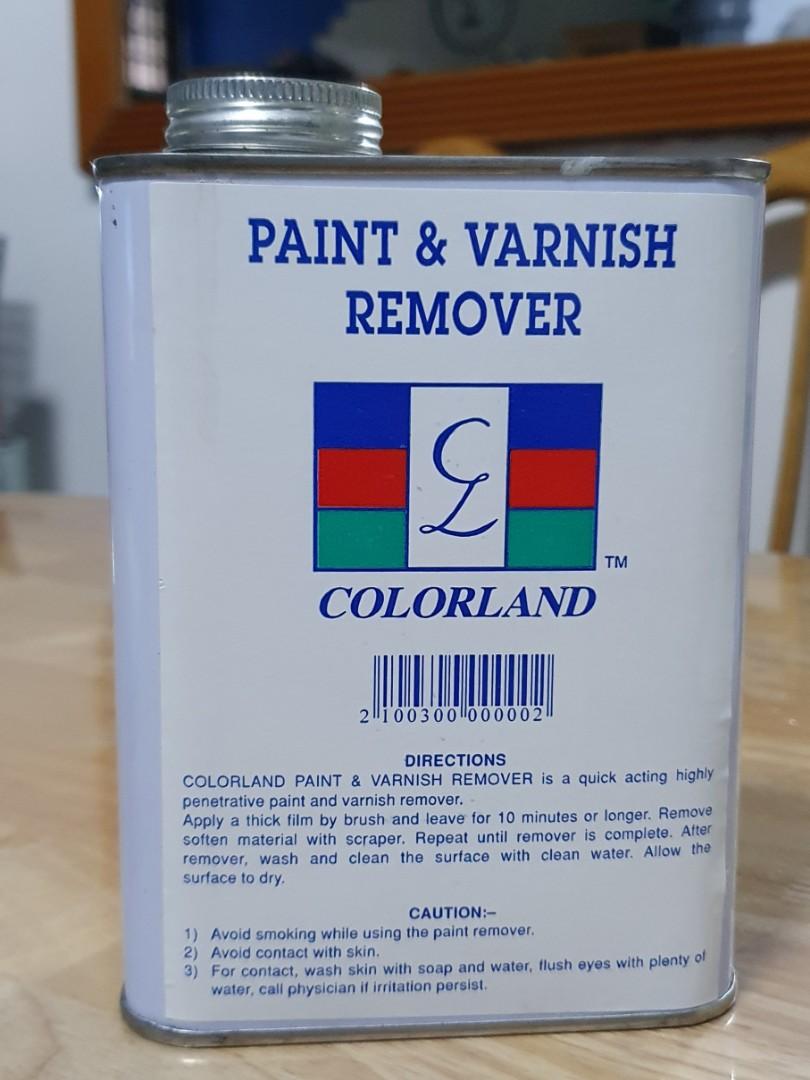 PAINT & VARNISH
REMOVER
CL
TM
COLORLAND
2 100300 000002
DIRECTIONS
COLORLAND PAINT & VARNISH REMOVER is a quick acting highly
penetrative paint and varnish remover.
Apply a thick film by brush and leave for 10 minutes or longer. Remove
soften material with scraper. Repeat until remover is complete. After
remover, wash and clean the surface with clean water. Allow the
surface to dry.
CAUTION:–
1) Avoid smoking while using the paint remover.
2) Avoid contact with skin.
3) For contact, wash skin with soap and water, flush eyes with plenty of
water, call physician if irritation persist.